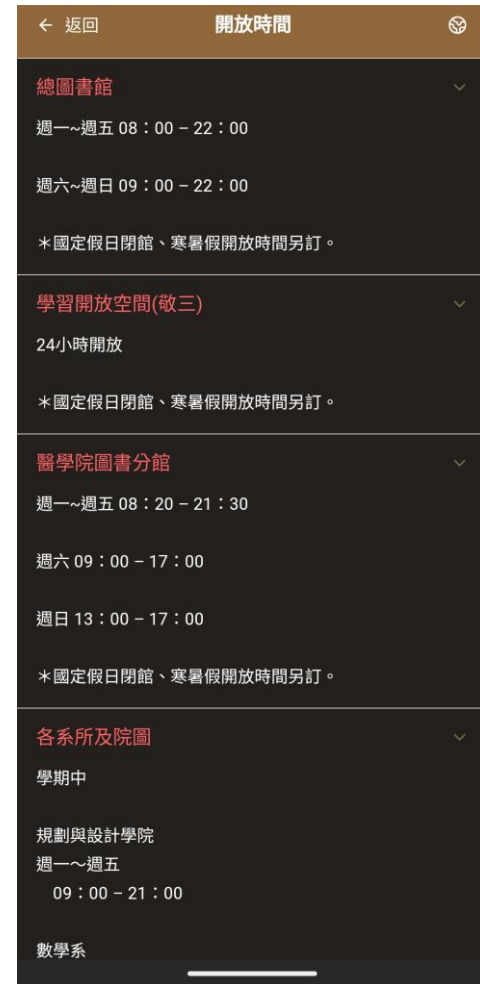 ← 返回
開放時間
總圖書館
週一~週五 08：00 – 22：00
週六~週日 09：00 – 22：00
＊國定假日閉館、寒暑假開放時間另訂。
學習開放空間(敬三)
24小時開放
＊國定假日閉館、寒暑假開放時間另訂。
醫學院圖書分館
週一~週五 08：20 – 21：30
週六 09：00 – 17：00
週日 13：00 – 17：00
＊國定假日閉館、寒暑假開放時間另訂。
各系所及院圖
學期中
規劃與設計學院
週一～週五
09：00 – 21：00
數學系